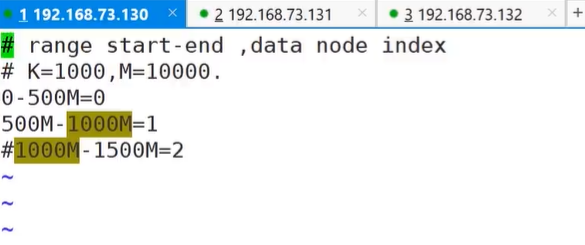 1 192.168.73.130 × 2 192.168.73.131 × 3 192.168.73.132 × +
# range start-end ,data node index
# K=1000,M=10000.
0-500M=0
500M-1000M=1
#1000M-1500M=2
~
~
~